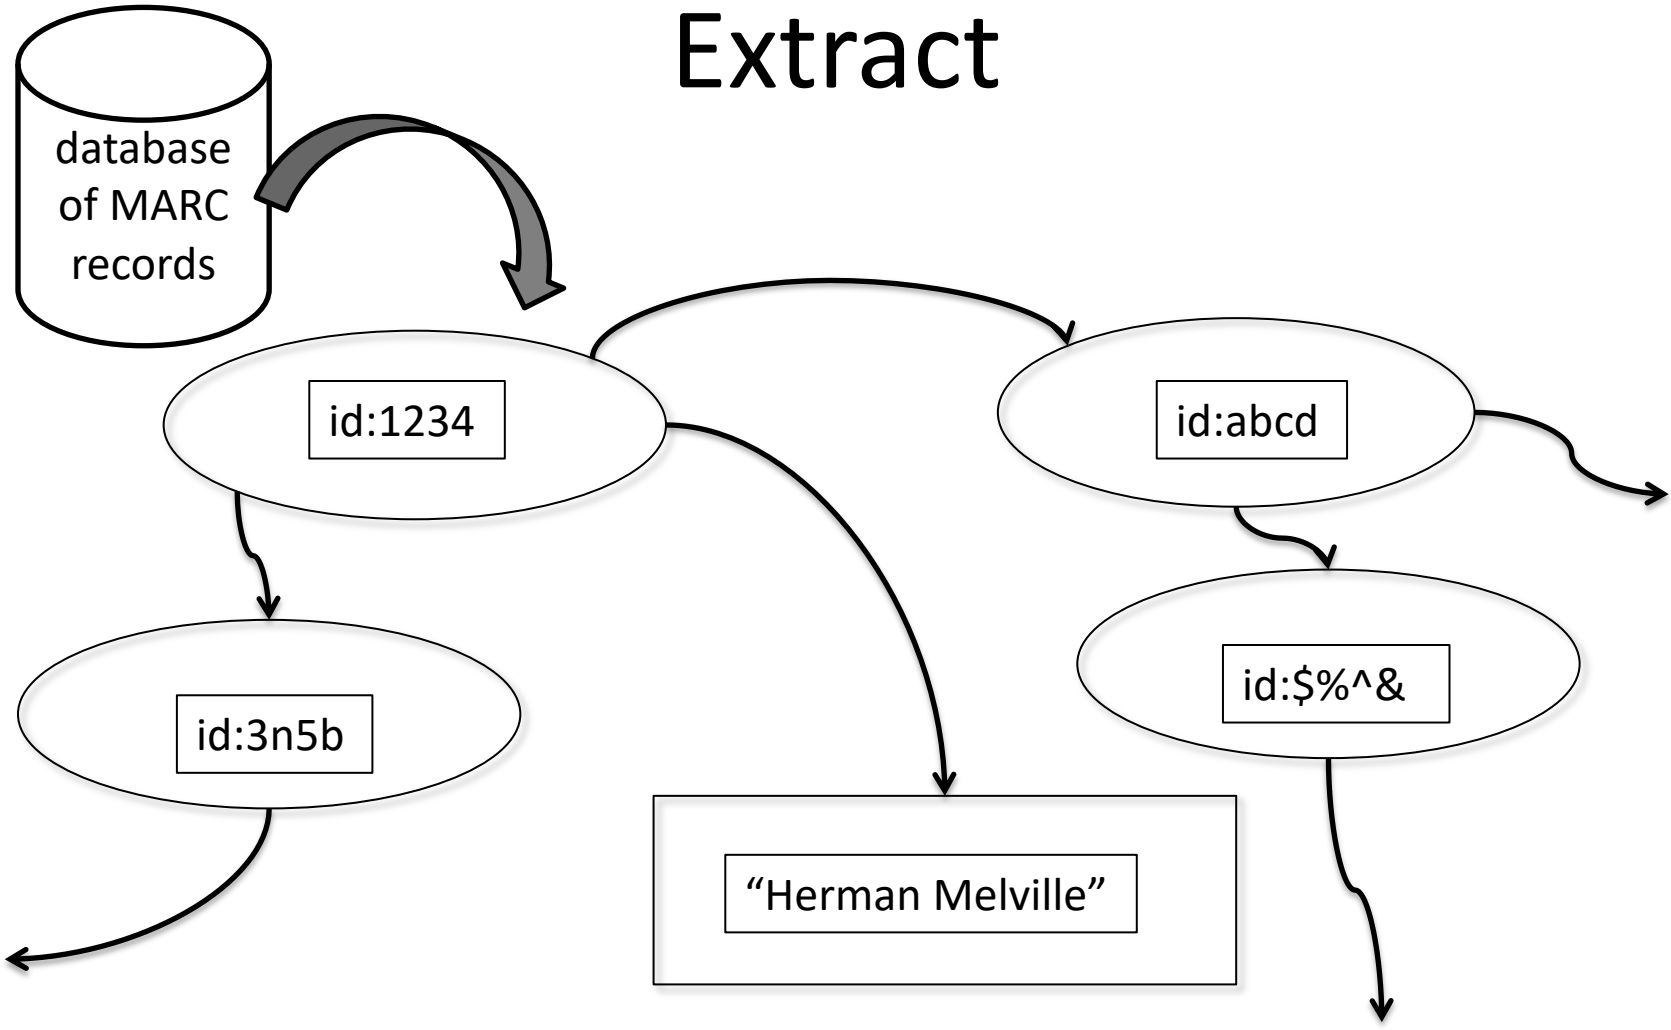 Extract
database
of MARC
records
id:1234
id:abcd
id:3n5b
id:$%^&
“Herman Melville”